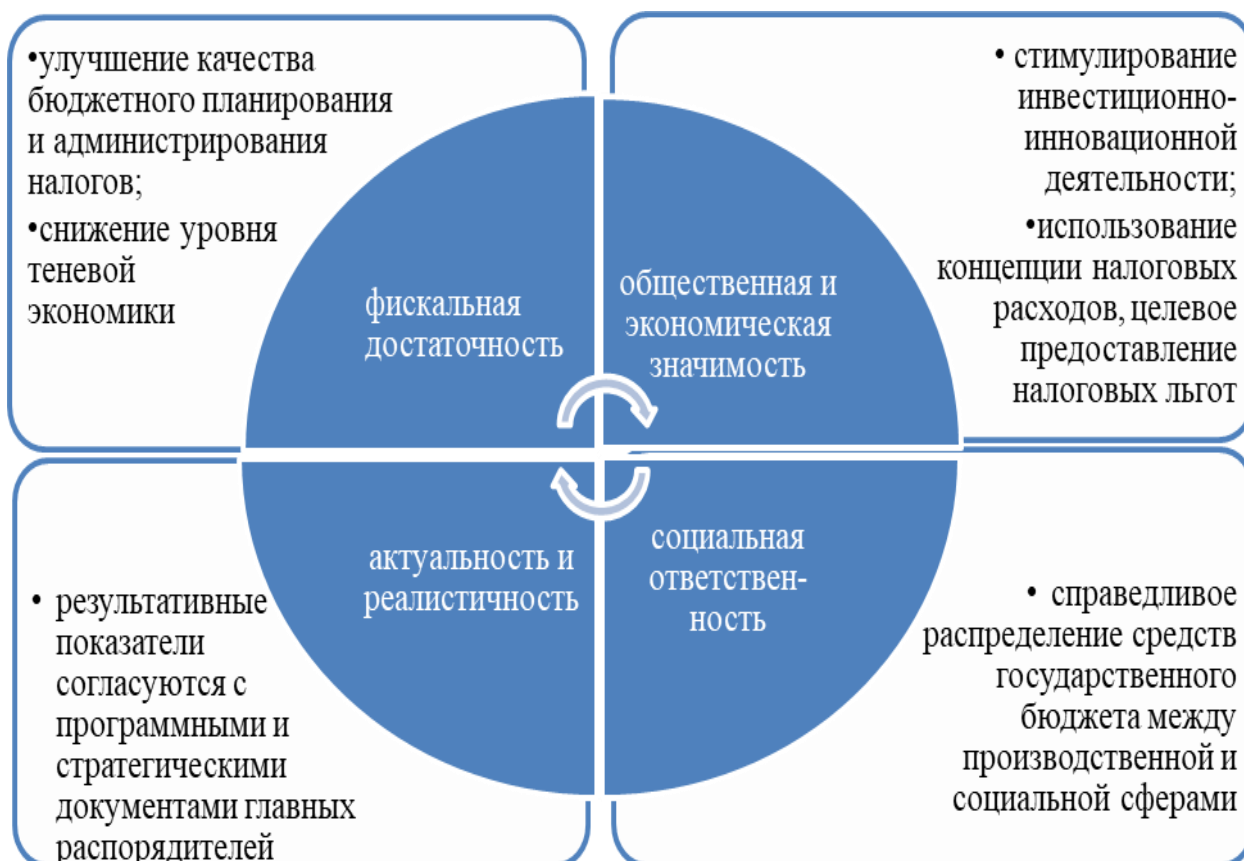 •улучшение качества
бюджетного планирования
и администрирования
налогов;
•снижение уровня
теневой
экономики
• стимулирование
инвестиционно-
инновационной
деятельности;
•использование
концепции налоговых
расходов, целевое
предоставление
налоговых льгот
фискальная
достаточность
общественная и
экономическая
значимость
актуальность и
реалистичность
социальная
ответствен-
ность
• результативные
показатели
согласуются с
программными и
стратегическими
документами главных
распорядителей
• справедливое
распределение средств
государственного
бюджета между
производственной и
социальной сферами